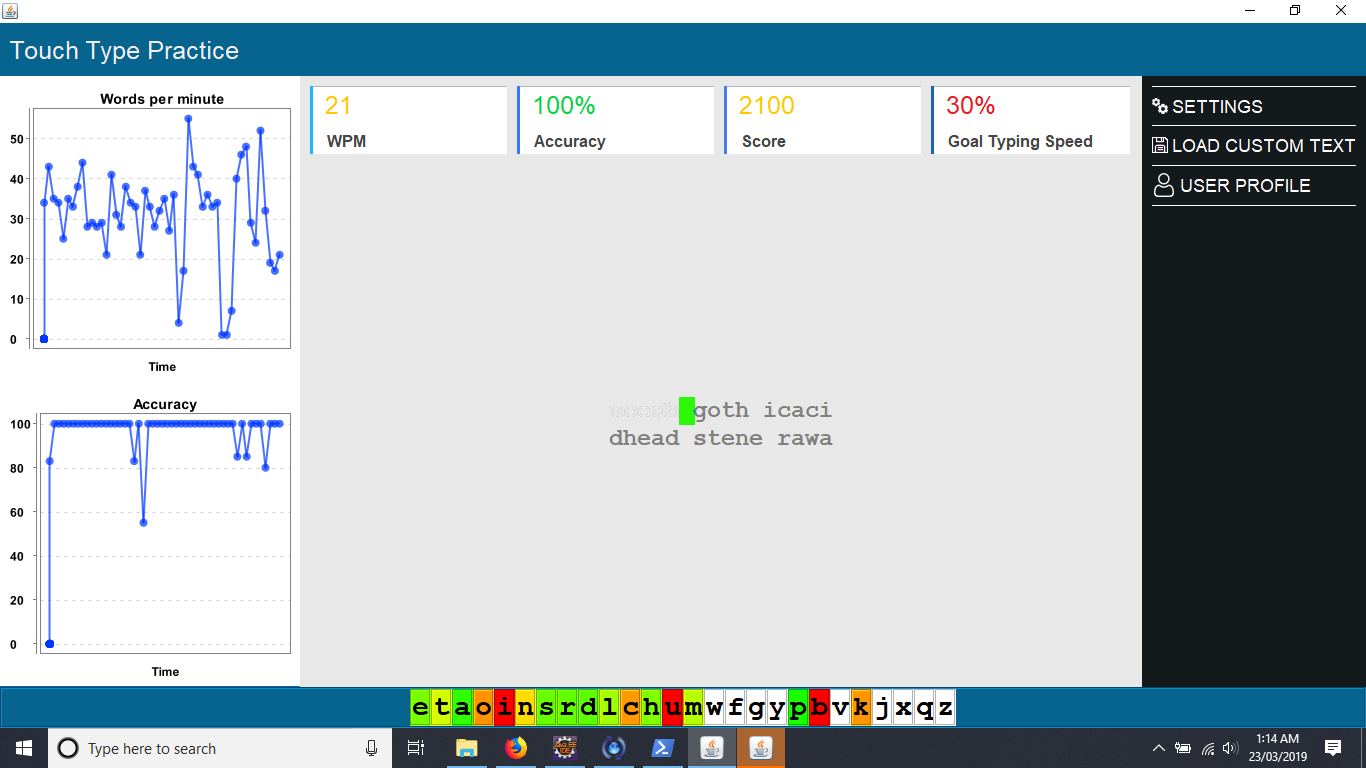 Touch Type Practice
Words per minute
50
40
30
20
10
0
Time
Accuracy
100
80
60
40
20
0
Time
21
WPM
100%
Accuracy
2100
Score
30%
Goal Typing Speed
goth icaci
dhead stene rawa
SETTINGS
LOAD CUSTOM TEXT
USER PROFILE
e t a o i n s r d l c h u m w f g y p b v k j x q z
Type here to search
1:14 AM
23/03/2019